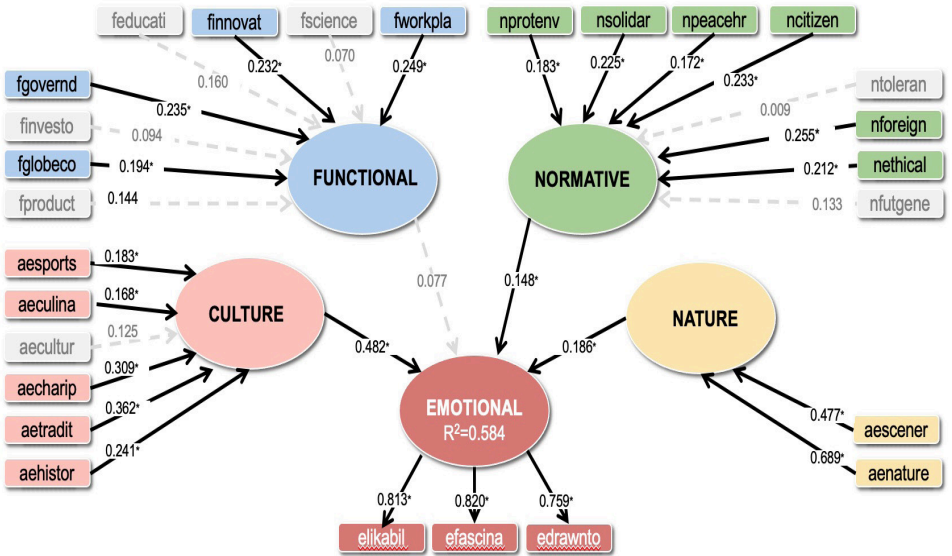 feducati
finnovat
fscience
fworkpla
nprotenv
nsolidar
npeacehr
ncitizen
0.160
0.232*
0.070
0.249*
0.183*
0.225*
0.172*
0.233*
fgovernd
0.235*
finvesto
0.094
fglobeco
0.194*
fproduct
0.144
FUNCTIONAL
NORMATIVE
ntoleran
0.009
nforeign
0.255*
nethical
0.212*
nfutgene
0.133
aesports
0.183*
aeculina
0.168*
aecultur
0.125
aecharip
0.309*
aetradit
0.362*
aehistor
0.241*
CULTURE
0.077
0.148*
NATURE
0.482*
0.186*
EMOTIONAL
R²=0.584
0.477*
aescener
0.689*
aenature
0.813*
0.820*
0.759*
elikabil
efascina
edrawnto